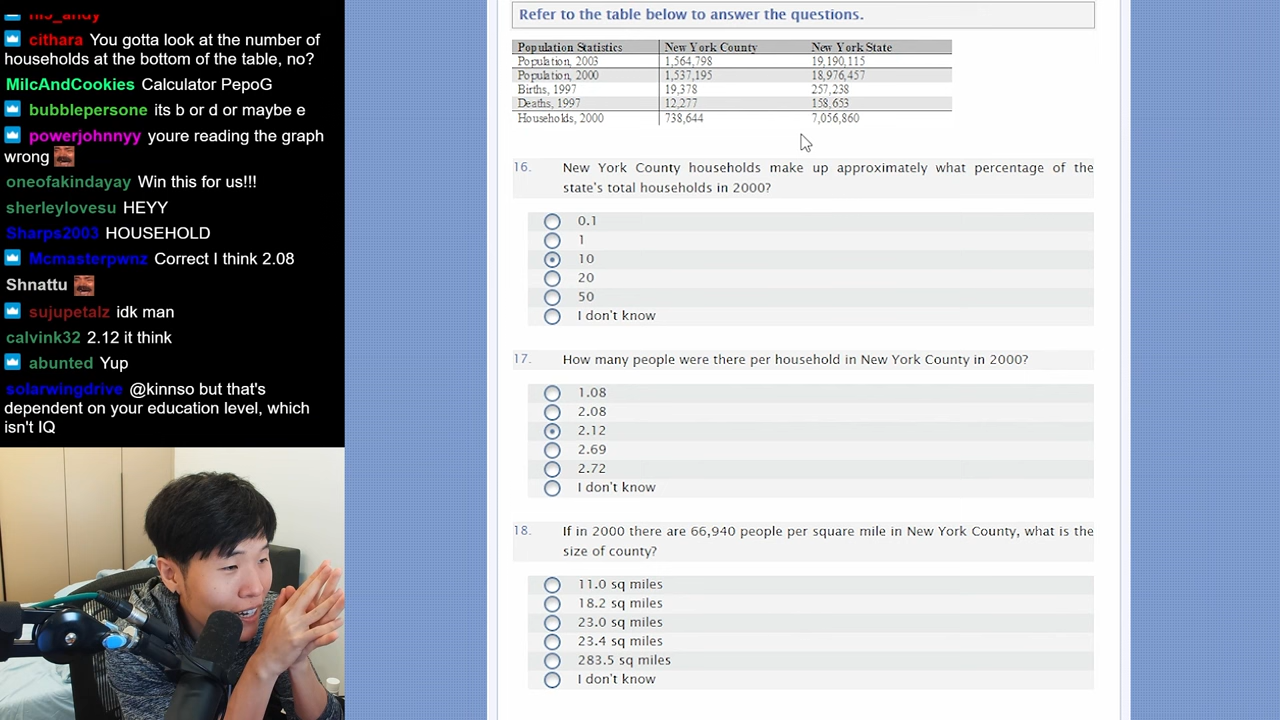 cithara You gotta look at the number of
households at the bottom of the table, no?
MilcAndCookies Calculator PepoG
bubblepersone its b or d or maybe e
powerjohnnyy youre reading the graph
wrong
oneofakindayay Win this for us!!!
sherleylovesu HEYY
Sharps2003 HOUSEHOLD
Mcmasterpwnz Correct I think 2.08
Shnattu
sujupetalz idk man
calvink32 2.12 it think
abunted Yup
solarwingdrive @kinnso but that's
dependent on your education level, which
isn't IQ
Refer to the table below to answer the questions.
Population Statistics New York County New York State
Population, 2003 1,564,798 19,190,115
Population, 2000 1,537,195 18,976,457
Births, 1997 19,378 257,238
Deaths, 1997 12,277 158,653
Households, 2000 738,644 7,056,860
16. New York County households make up approximately what percentage of the
state's total households in 2000?
0.1
1
10
20
50
I don't know
17. How many people were there per household in New York County in 2000?
1.08
2.08
2.12
2.69
2.72
I don't know
18. If in 2000 there are 66,940 people per square mile in New York County, what is the
size of county?
11.0 sq miles
18.2 sq miles
23.0 sq miles
23.4 sq miles
283.5 sq miles
I don't know